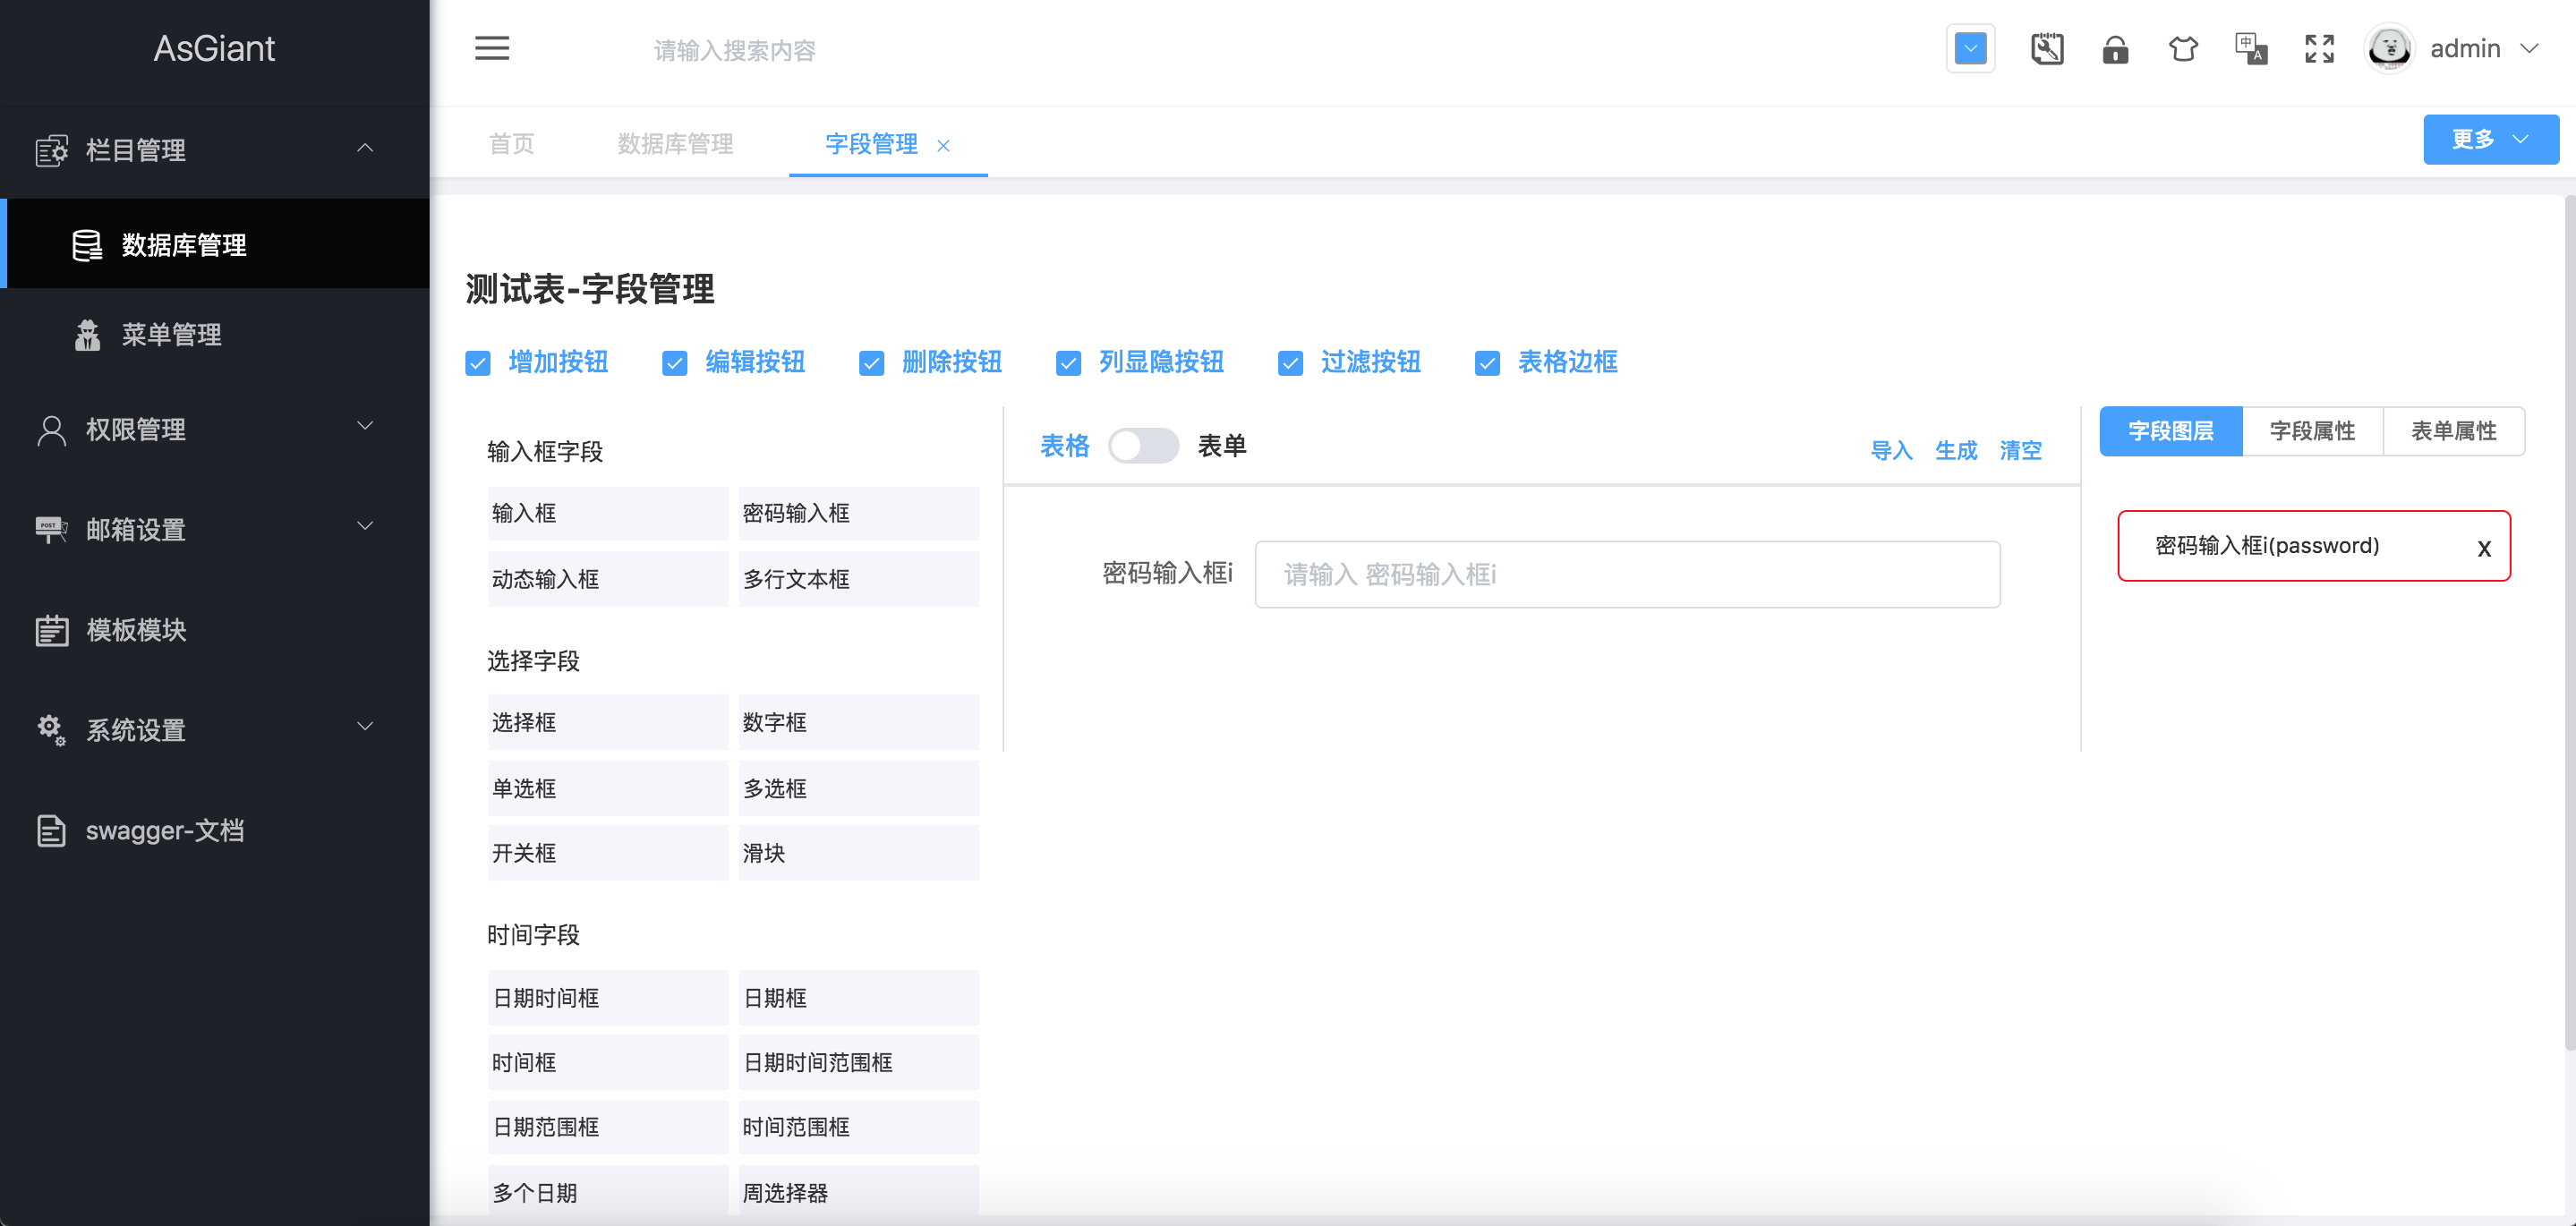 AsGiant
请输入搜索内容
中 A
admin
栏目管理
数据库管理
菜单管理
权限管理
POST
邮箱设置
模板模块
系统设置
swagger-文档
首页 数据库管理 字段管理
更多
测试表-字段管理
增加按钮 编辑按钮 删除按钮 列显隐按钮 过滤按钮 表格边框
输入框字段
输入框 密码输入框
动态输入框 多行文本框
选择字段
选择框 数字框
单选框 多选框
开关框 滑块
时间字段
日期时间框 日期框
时间框 日期时间范围框
日期范围框 时间范围框
多个日期 周选择器
表格 表单
导入 生成 清空
密码输入框i 请输入 密码输入框i
字段图层 字段属性 表单属性
密码输入框i(password) x